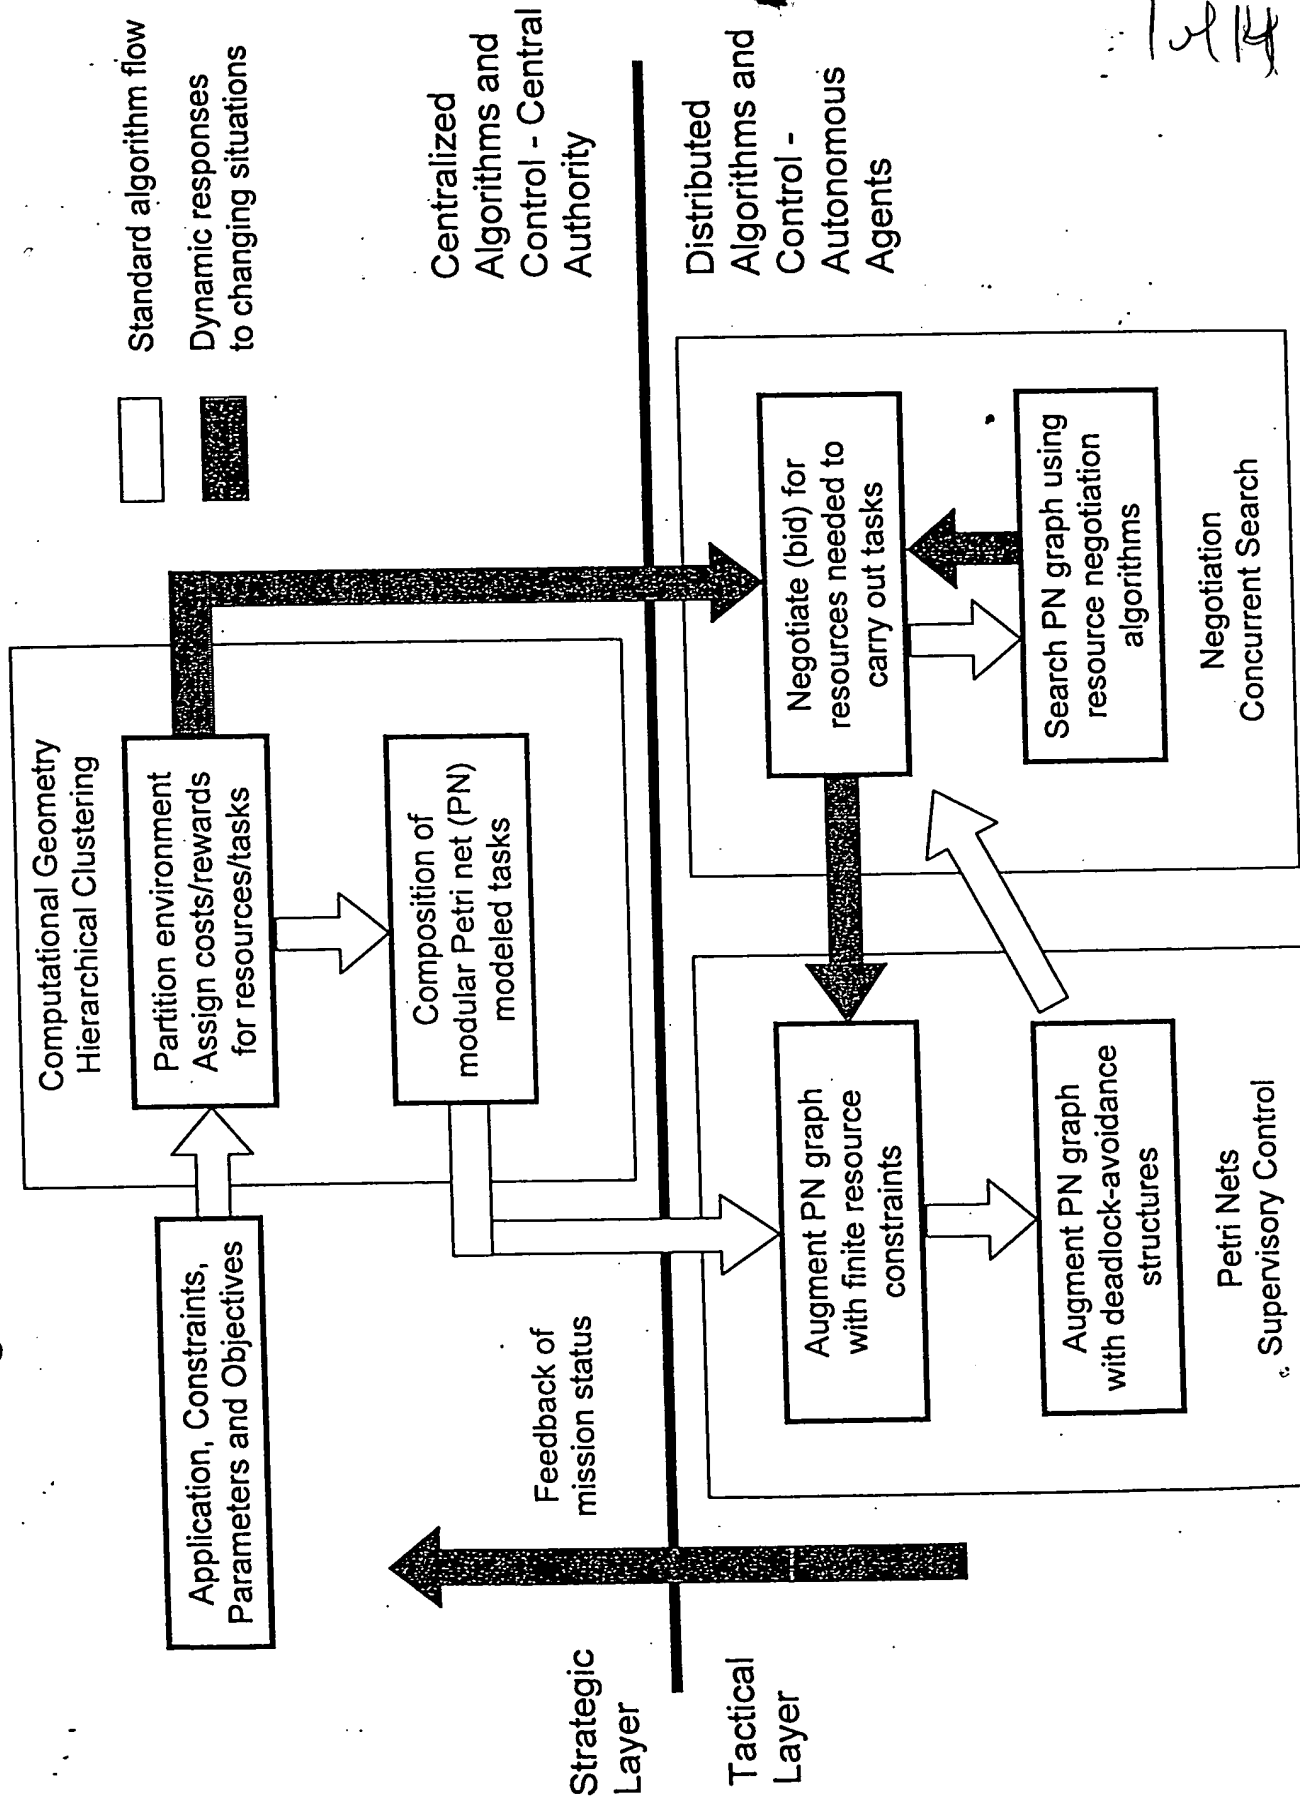 Standard algorithm flow
Dynamic responses
to changing situations
Computational Geometry
Hierarchical Clustering
Application, Constraints,
Parameters and Objectives
Partition environment
Assign costs/rewards
for resources/tasks
Composition of
modular Petri net (PN)
modeled tasks
Centralized
Algorithms and
Control - Central
Authority
Feedback of
mission status
Strategic
Layer
Tactical
Layer
Distributed
Algorithms and
Control -
Autonomous
Agents
Augment PN graph
with finite resource
constraints
Augment PN graph
with deadlock-avoidance
structures
Petri Nets
Supervisory Control
Negotiate (bid) for
resources needed to
carry out tasks
Search PN graph using
resource negotiation
algorithms
Negotiation
Concurrent Search
1 of 14